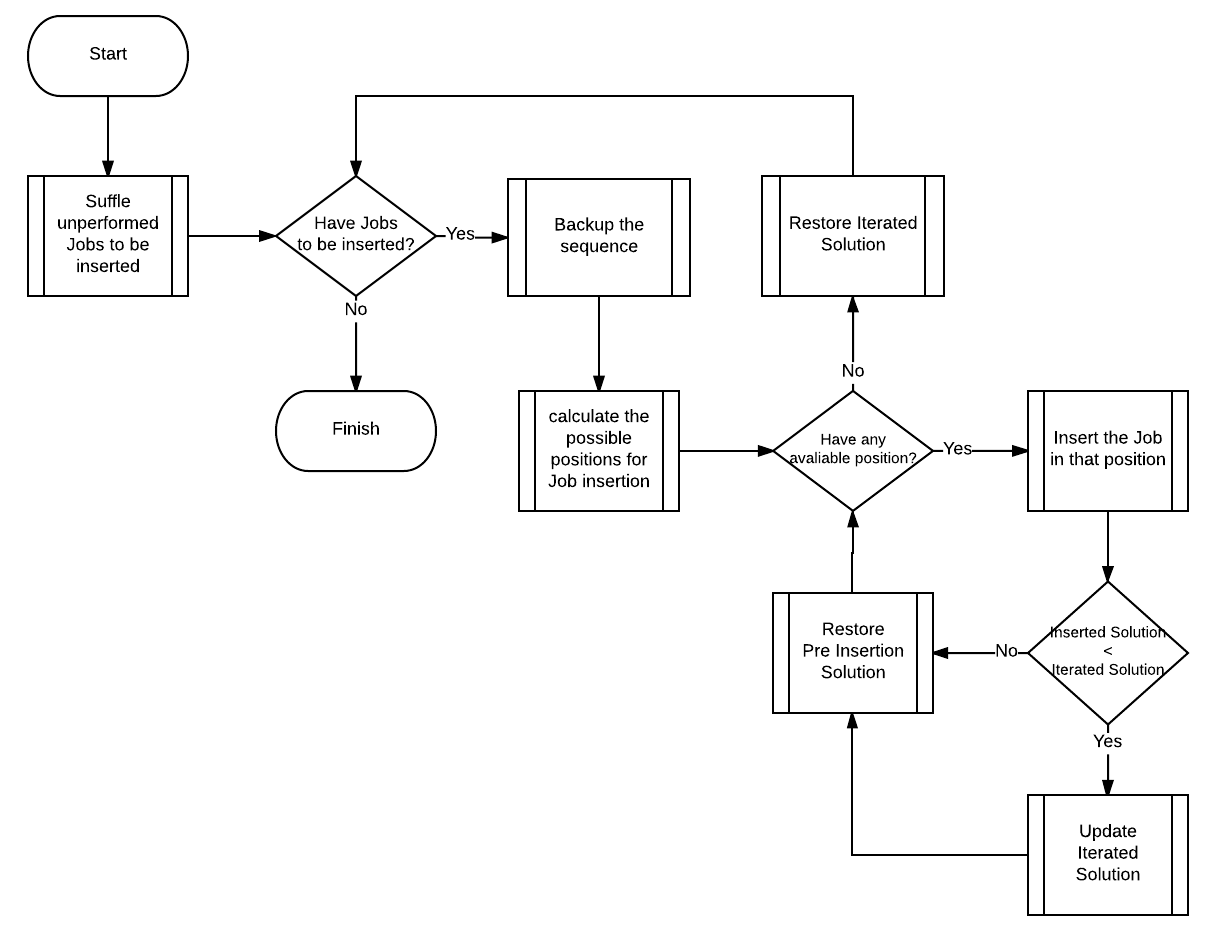 Start
Suffle
unperformed
Jobs to be
inserted
Have Jobs
to be inserted?
Yes
Backup the
sequence
Restore Iterated
Solution
No
Finish
calculate the
possible
positions for
Job insertion
No
Have any
avaliable position?
Yes
Insert the Job
in that position
Restore
Pre Insertion
Solution
No
Inserted Solution
<
Iterated Solution
Yes
Update
Iterated
Solution